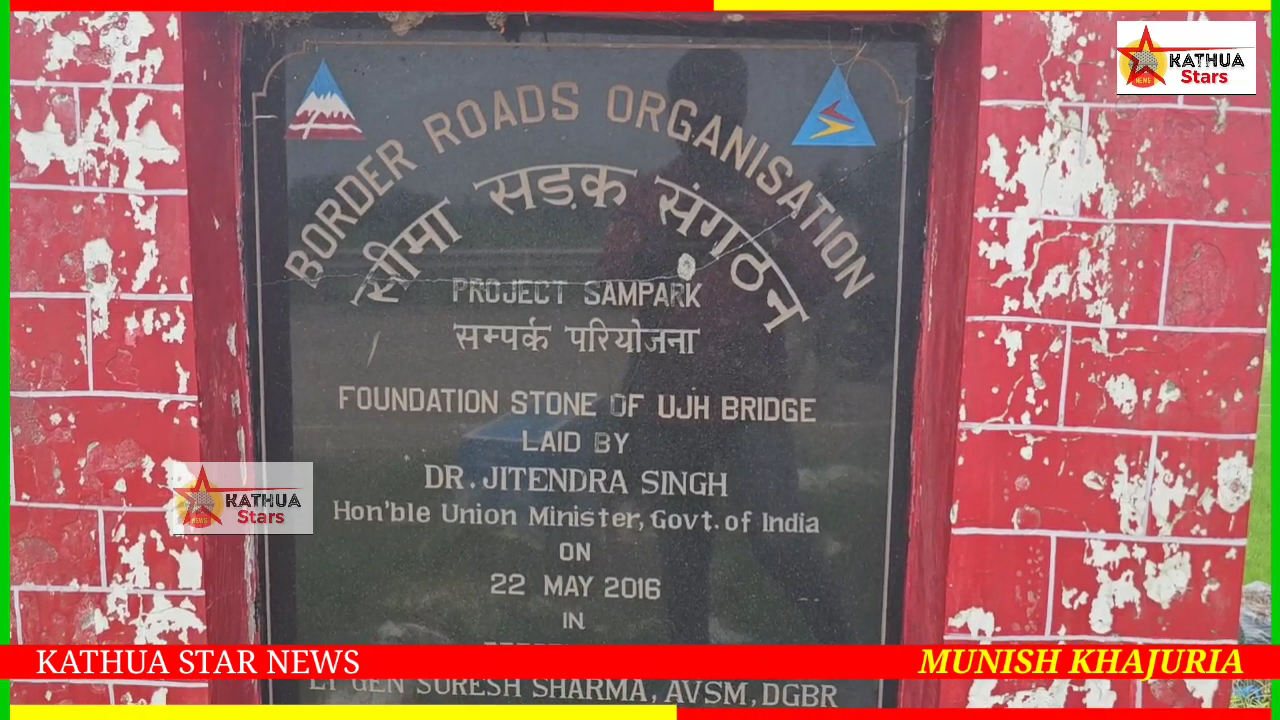 KATHUA
Stars
NEWS
BORDER ROADS ORGANISATION
सीमा सड़क संगठन
PROJECT SAMPARK
सम्पर्क परियोजना
FOUNDATION STONE OF UJH BRIDGE
LAID BY
DR. JITENDRA SINGH
Hon'ble Union Minister, Govt. of India
ON
22 MAY 2016
IN
KATHUA
Stars
NEWS
KATHUA STAR NEWS
MUNISH KHAJURIA
LT GEN SURESH SHARMA, AVSM, DGBR